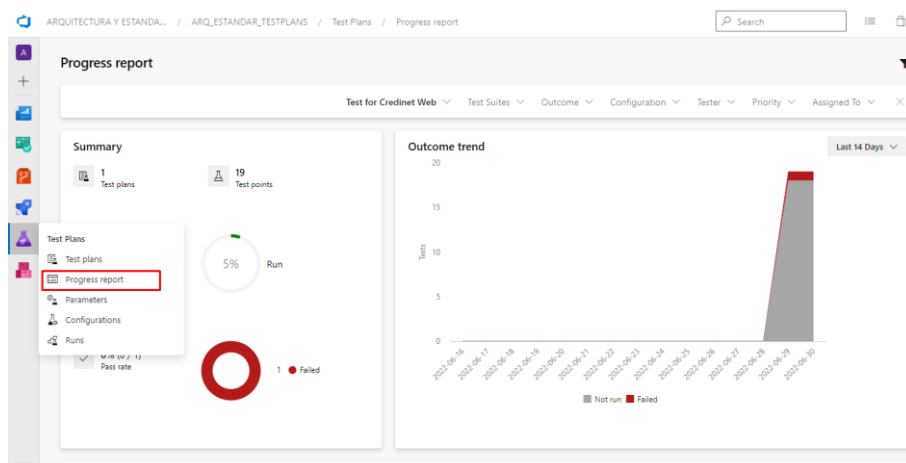 ARQUITECTURA Y ESTANDA... / ARQ_ESTANDAR_TESTPLANS / Test Plans / Progress report
Search
A
Progress report
Test for Credinet Web Test Suites Outcome Configuration Tester Priority Assigned To
Summary
1
Test plans
19
Test points
5%
Run
Test Plans
Test plans
Progress report
Parameters
Configurations
Runs
0% (0 / 1)
Pass rate
1 Failed
Outcome trend
Last 14 Days
20
15
10
5
0
Tests
2022-06-16
2022-06-17
2022-06-18
2022-06-19
2022-06-20
2022-06-21
2022-06-22
2022-06-23
2022-06-24
2022-06-25
2022-06-26
2022-06-27
2022-06-28
2022-06-29
2022-06-30
Not run Failed